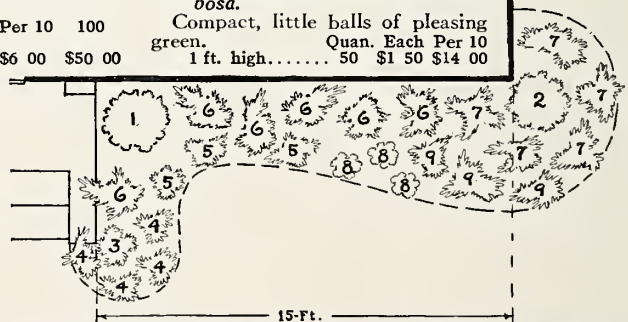 bosa.
Compact, little balls of pleasing
green. Quan. Each Per 10
1 ft. high....... 50 $1 50 $14 00
Per 10 100
$6 00 $50 00
7
1 6 6 6 6 6 7 2 7
5 5 8 8 9 7 7
6 5 8 9 9
4
3
4 4
4
15-Ft.